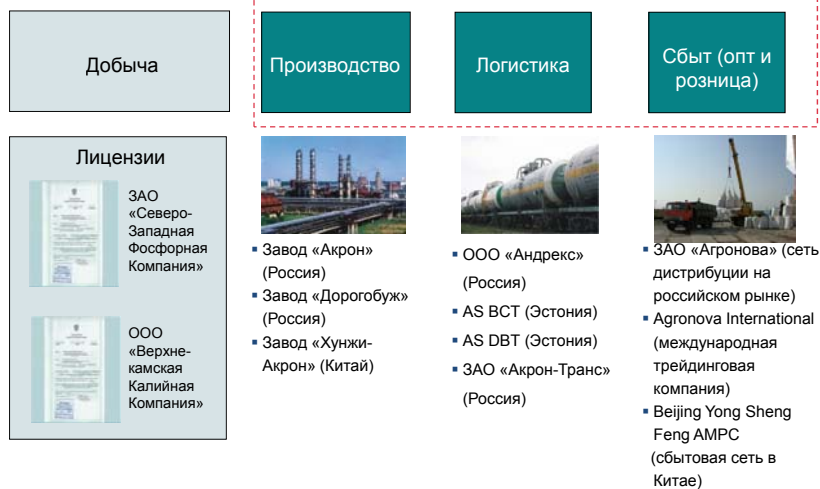 Добыча
Производство
Логистика
Сбыт (опт и
розница)
Лицензии
ЗАО
«Северо-
Западная
Фосфорная
Компания»
ООО
«Верхне-
камская
Калийная
Компания»
Завод «Акрон»
(Россия)
Завод «Дорогобуж»
(Россия)
Завод «Хунжи-
Акрон» (Китай)
ООО «Андрекс»
(Россия)
AS BCT (Эстония)
AS DBT (Эстония)
ЗАО «Акрон-Транс»
(Россия)
ЗАО «Агронова» (сеть
дистрибуции на
российском рынке)
Agronova International
(международная
трейдинговая
компания)
Beijing Yong Sheng
Feng AMPC
(сбытовая сеть в
Китае)